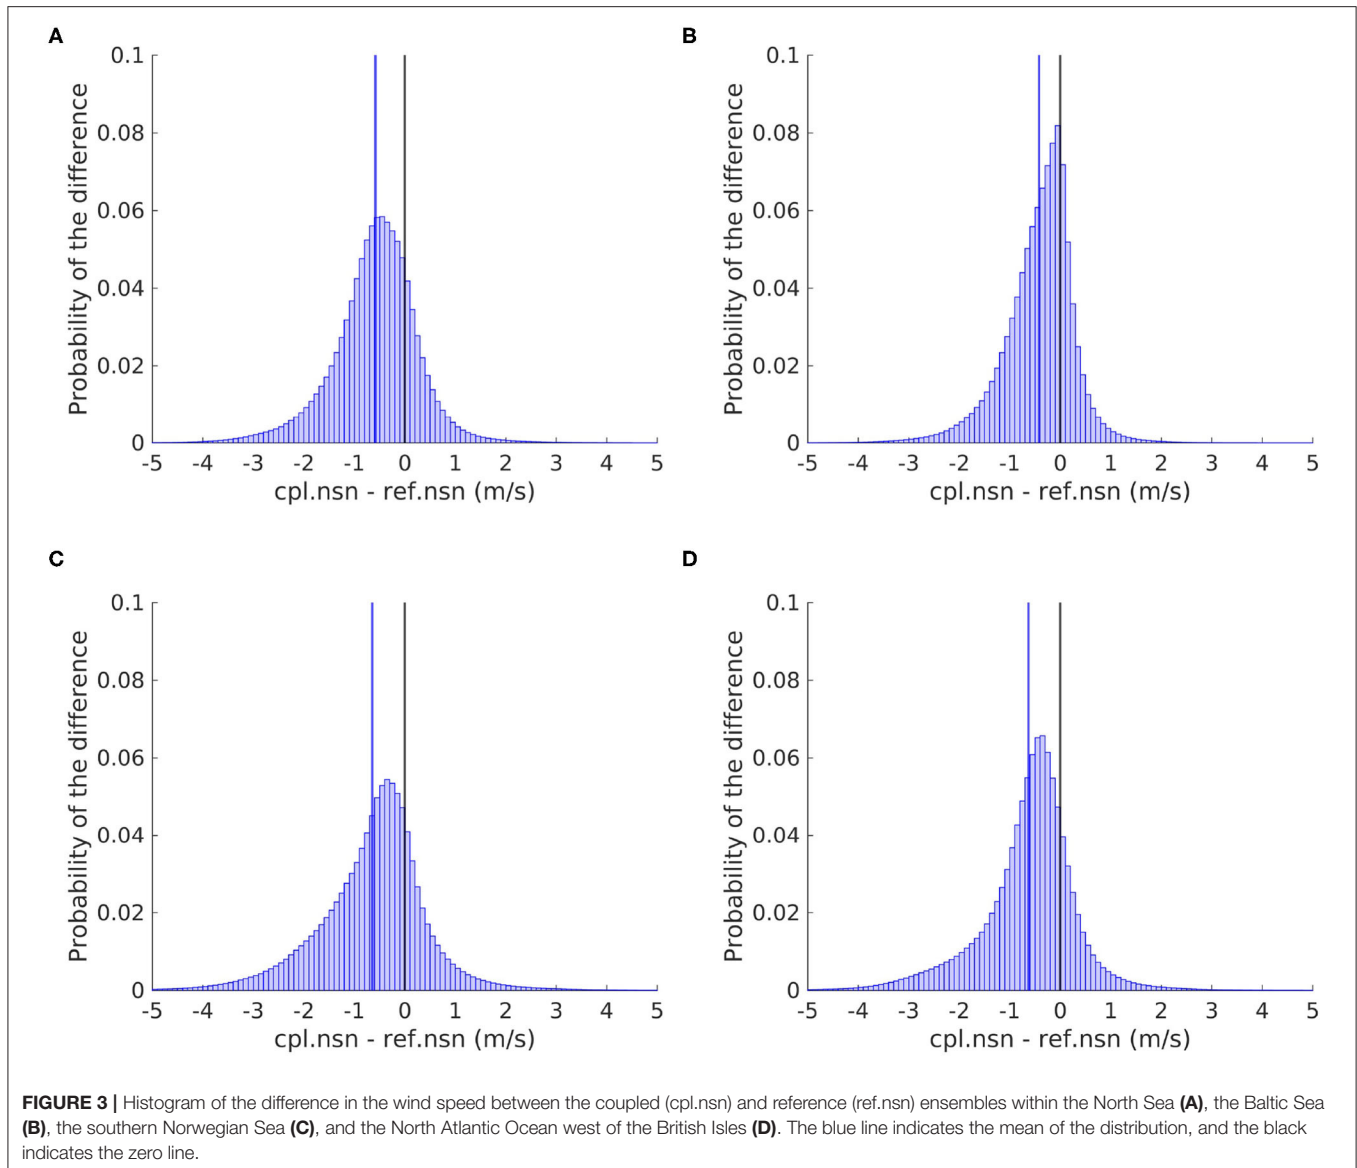 A
B
0.1
0.08
0.06
0.04
0.02
0
Probability of the difference
-5 -4 -3 -2 -1 0 1 2 3 4 5
cpl.nsn - ref.nsn (m/s)
0.1
0.08
0.06
0.04
0.02
0
Probability of the difference
-5 -4 -3 -2 -1 0 1 2 3 4 5
cpl.nsn - ref.nsn (m/s)
C
D
0.1
0.08
0.06
0.04
0.02
0
Probability of the difference
-5 -4 -3 -2 -1 0 1 2 3 4 5
cpl.nsn - ref.nsn (m/s)
0.1
0.08
0.06
0.04
0.02
0
Probability of the difference
-5 -4 -3 -2 -1 0 1 2 3 4 5
cpl.nsn - ref.nsn (m/s)
FIGURE 3 | Histogram of the difference in the wind speed between the coupled (cpl.nsn) and reference (ref.nsn) ensembles within the North Sea (A), the Baltic Sea
(B), the southern Norwegian Sea (C), and the North Atlantic Ocean west of the British Isles (D). The blue line indicates the mean of the distribution, and the black
indicates the zero line.